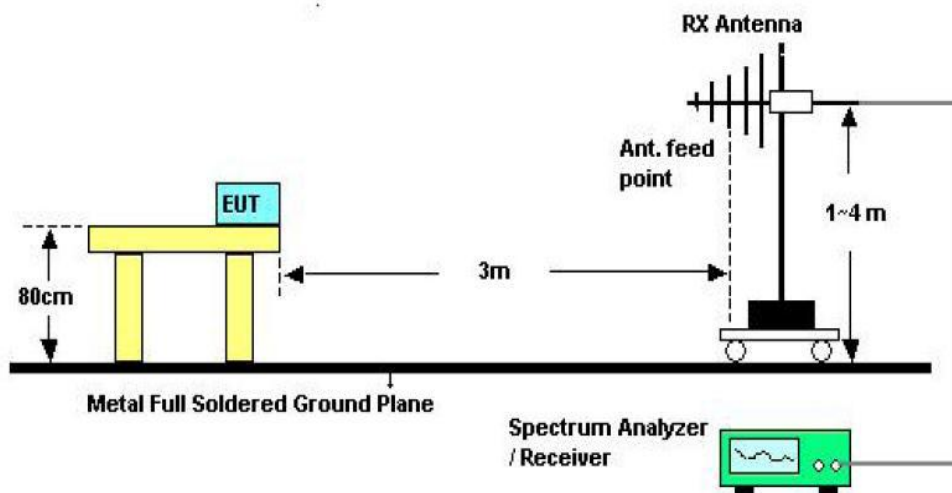 RX Antenna
Ant. feed
point
EUT
1~4 m
3m
80cm
Metal Full Soldered Ground Plane
Spectrum Analyzer
/ Receiver